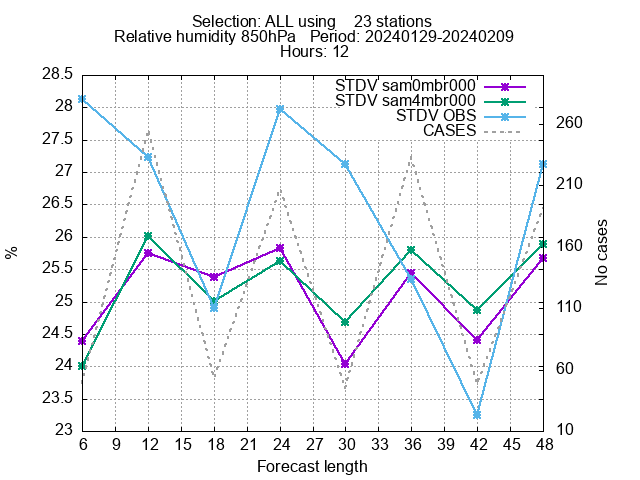 Selection: ALL using    23 stations
Relative humidity 850hPa   Period: 20240129-20240209
Hours: 12
STDV sam0mbr000
STDV sam4mbr000
STDV OBS
CASES
28.5
28
27.5
27
26.5
26
25.5
25
24.5
24
23.5
23
%
260
210
160
110
60
10
No cases
6 9 12 15 18 21 24 27 30 33 36 39 42 45 48
Forecast length